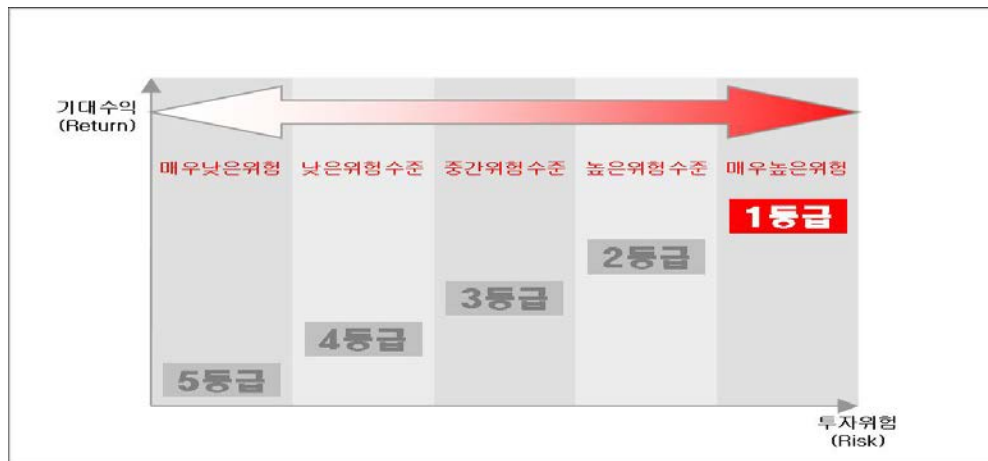 기대수익
(Return)
매우낮은위험 낮은위험수준 중간위험수준 높은위험수준 매우높은위험
1등급
2등급
3등급
4등급
5등급
투자위험
(Risk)